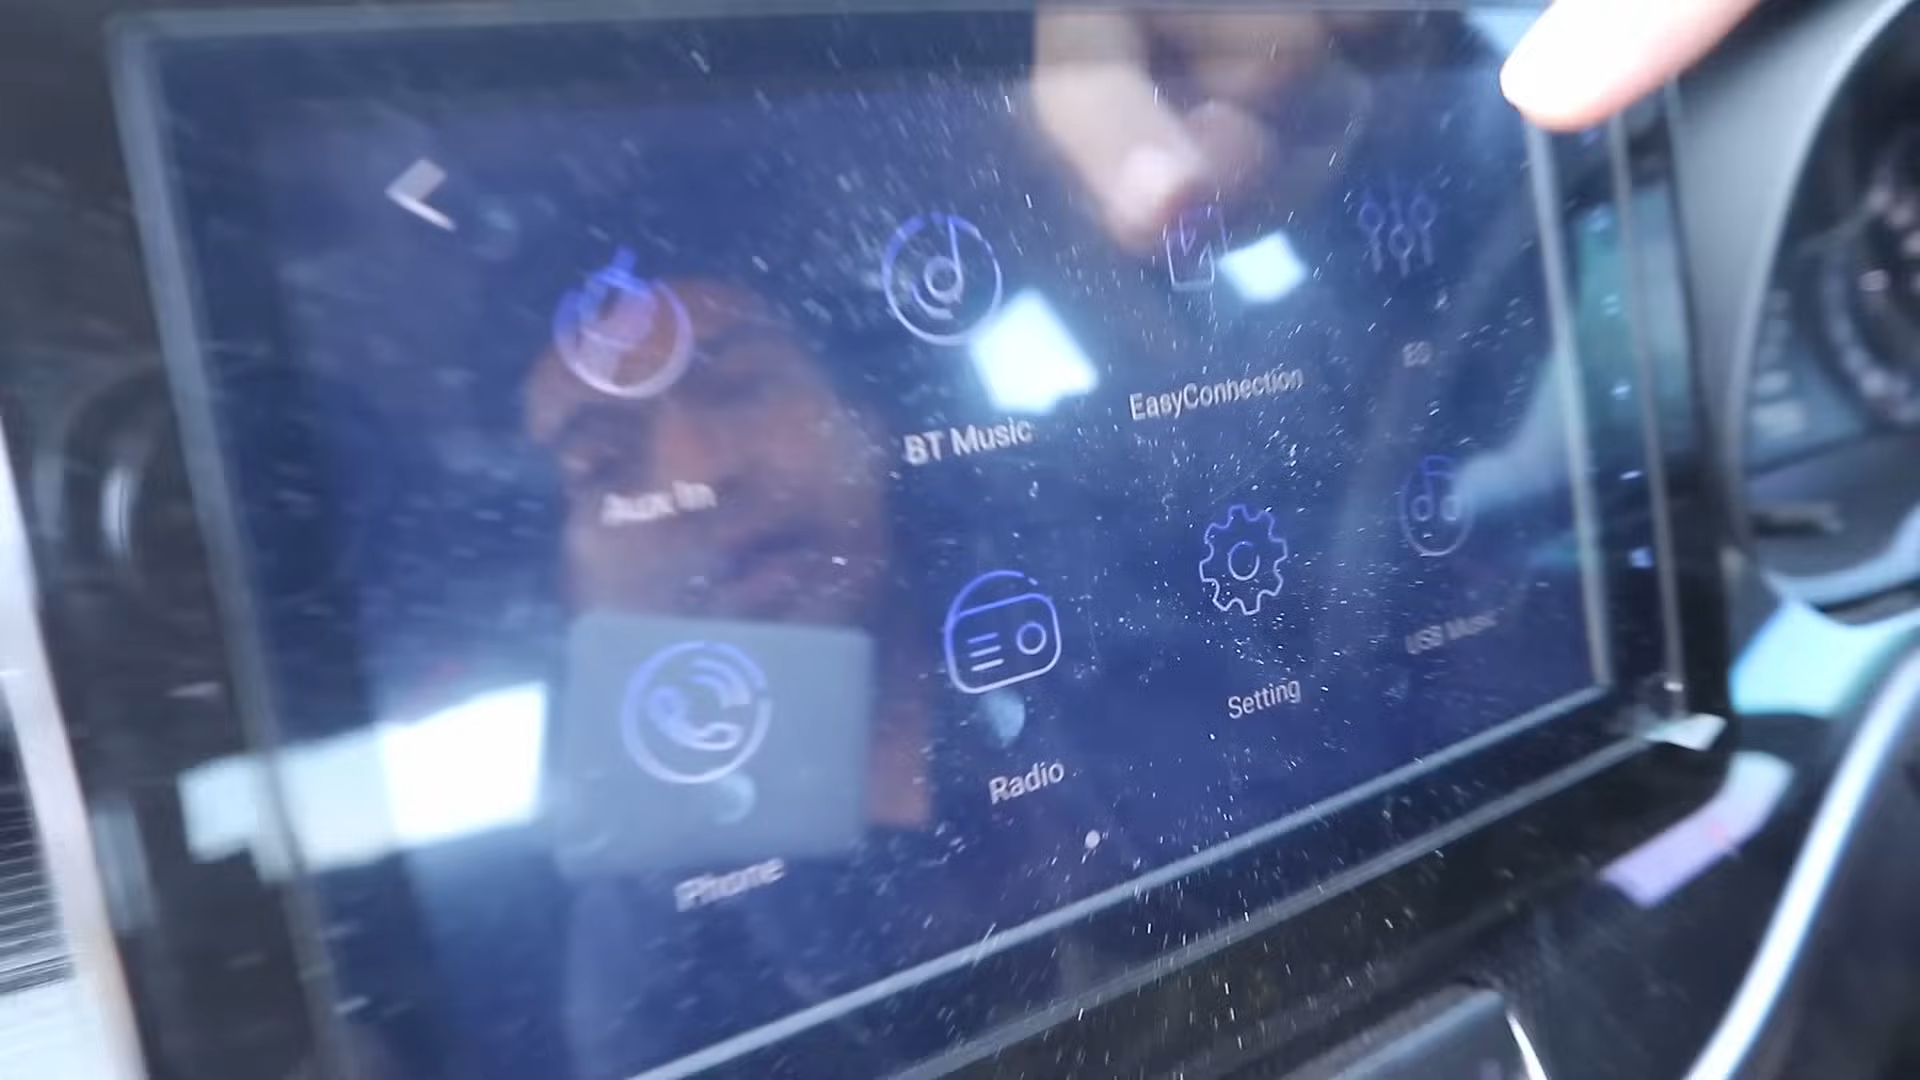 Aux in
BT Music
EasyConnection
EQ
Phone
Radio
Setting
USB Music